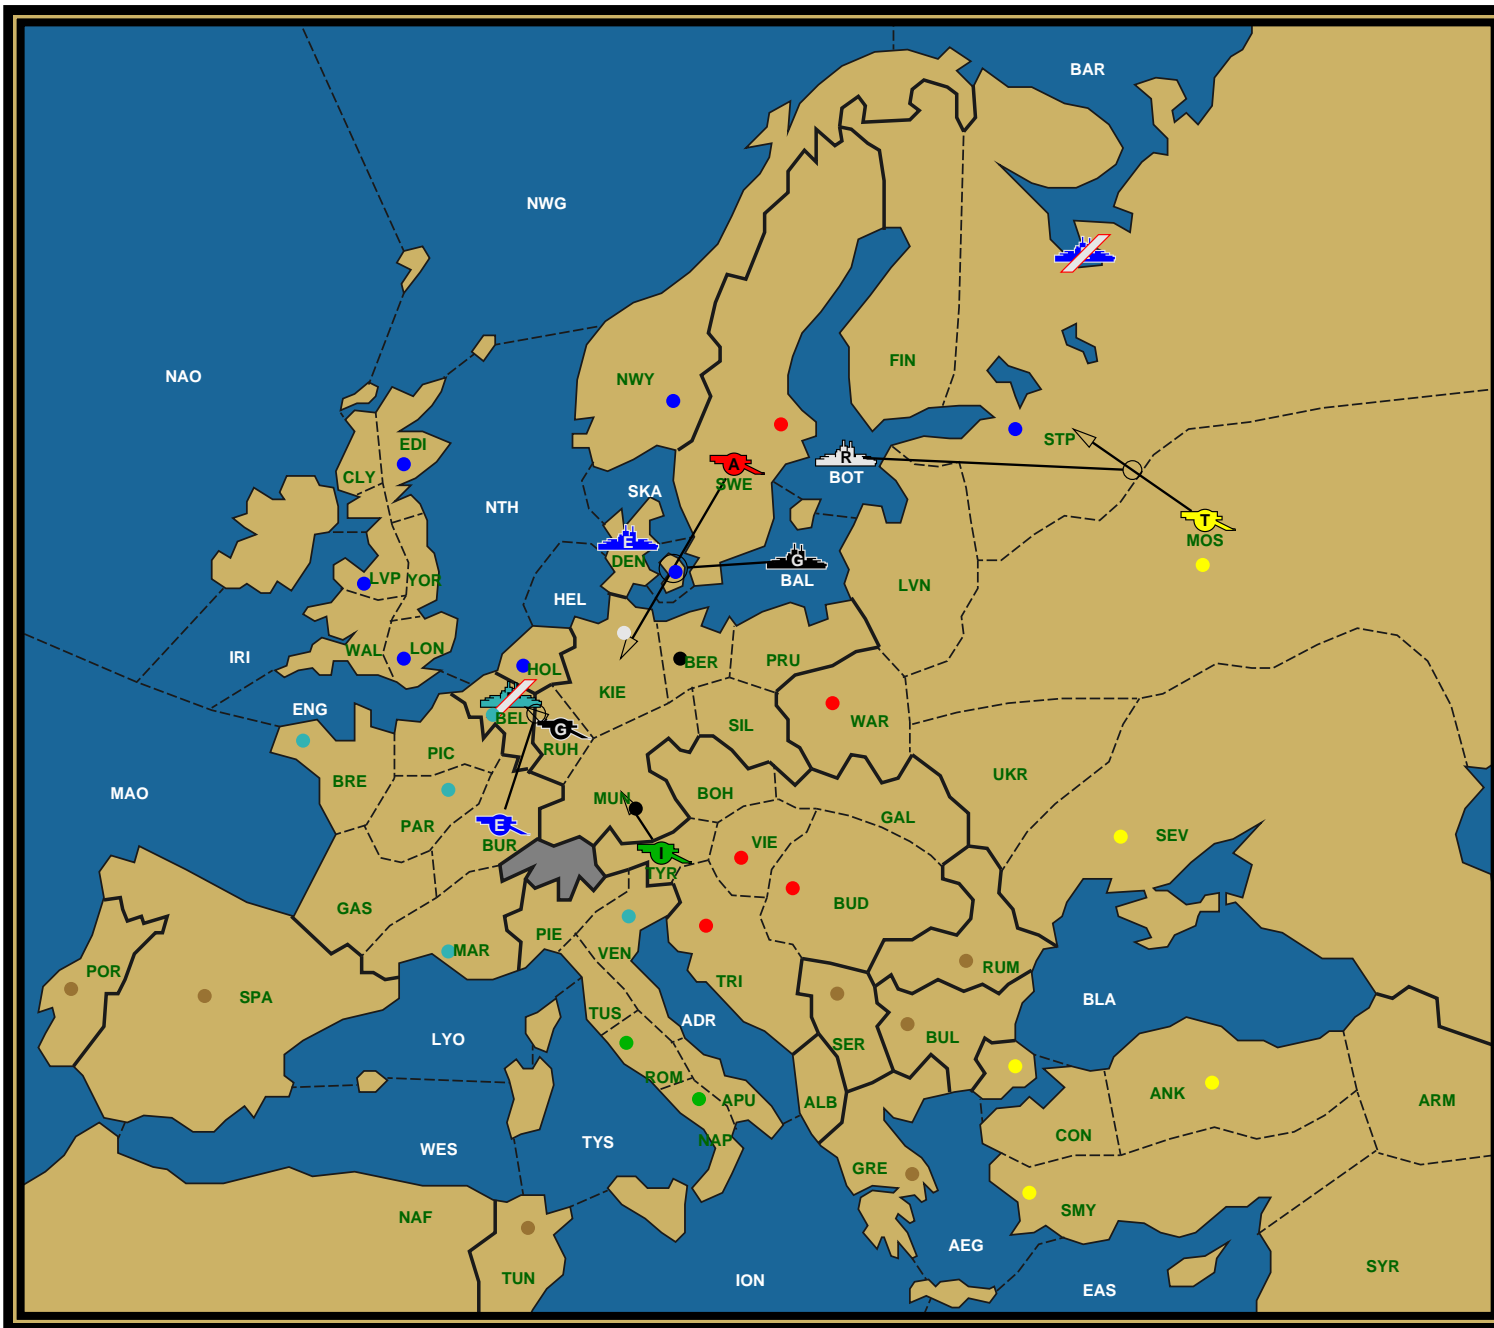 BAR
NWG
NAO
NWY
FIN
EDI
CLY
STP
A
SWE
R
BOT
SKA
NTH
T
MOS
E
DEN
G
BAL
LVP
YOR
LVN
HEL
IRI
WAL
LON
HOL
BER
PRU
KIE
ENG
BEL
G
RUH
SIL
WAR
PIC
BRE
MAO
UKR
MUN
BOH
PAR
E
BUR
GAL
SEV
VIE
I
TYR
GAS
BUD
PIE
VEN
MAR
POR
SPA
TRI
RUM
BLA
TUS
ADR
LYO
SER
BUL
ROM
APU
ALB
ANK
ARM
CON
WES
TYS
NAP
GRE
NAF
SMY
AEG
TUN
ION
SYR
EAS